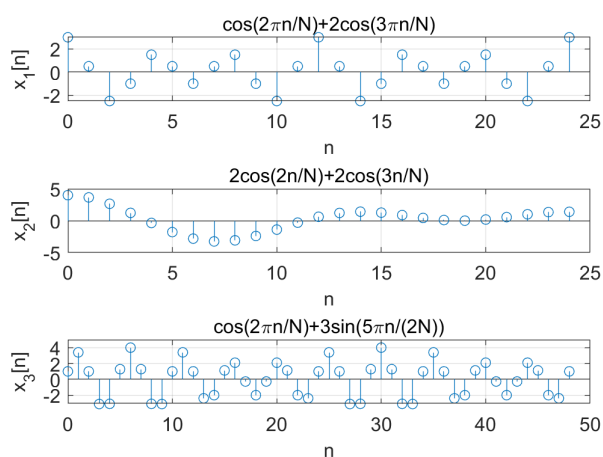 cos(2πn/N)+2cos(3πn/N)
2
0
-2
x1[n]
0 5 10 15 20 25
n
2cos(2n/N)+2cos(3n/N)
5
0
-5
x2[n]
0 5 10 15 20 25
n
cos(2πn/N)+3sin(5πn/(2N))
4
2
0
-2
x3[n]
0 10 20 30 40 50
n